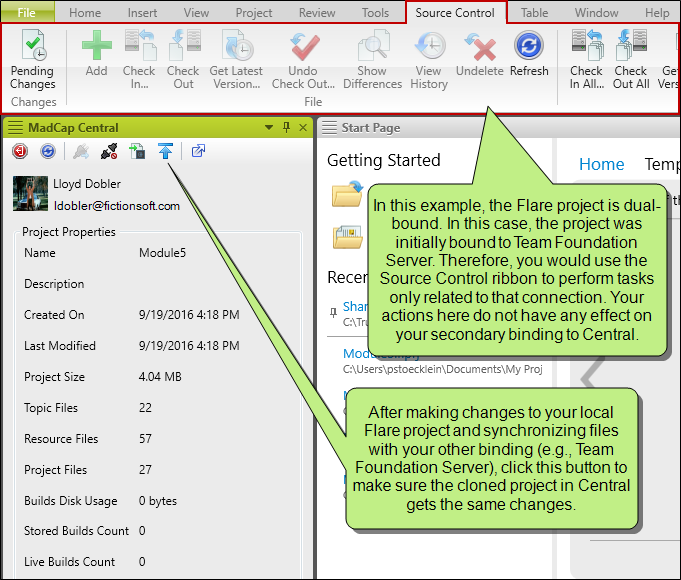 File Home Insert View Project Review Tools Source Control Table Window Help
Pending Changes
Add
Check In...
Check Out
Get Latest Version...
Undo Check Out...
Show Differences
View History
Undelete
Refresh
Check In All...
Check Out All
Changes
File
MadCap Central
Start Page
Lloyd Dobler
ldobler@fictionsoft.com
Project Properties
Name Module5
Description
Created On 9/19/2016 4:18 PM
Last Modified 9/19/2016 4:18 PM
Project Size 4.04 MB
Topic Files 22
Resource Files 57
Project Files 27
Builds Disk Usage 0 bytes
Stored Builds Count 0
Live Builds Count 0
Getting Started
Home
In this example, the Flare project is dual-
bound. In this case, the project was
initially bound to Team Foundation
Server. Therefore, you would use the
Source Control ribbon to perform tasks
only related to that connection. Your
actions here do not have any effect on
your secondary binding to Central.
C:\Users\pstoecklein\Documents\My Proj
After making changes to your local
Flare project and synchronizing files
with your other binding (e.g., Team
Foundation Server), click this button to
make sure the cloned project in Central
gets the same changes.